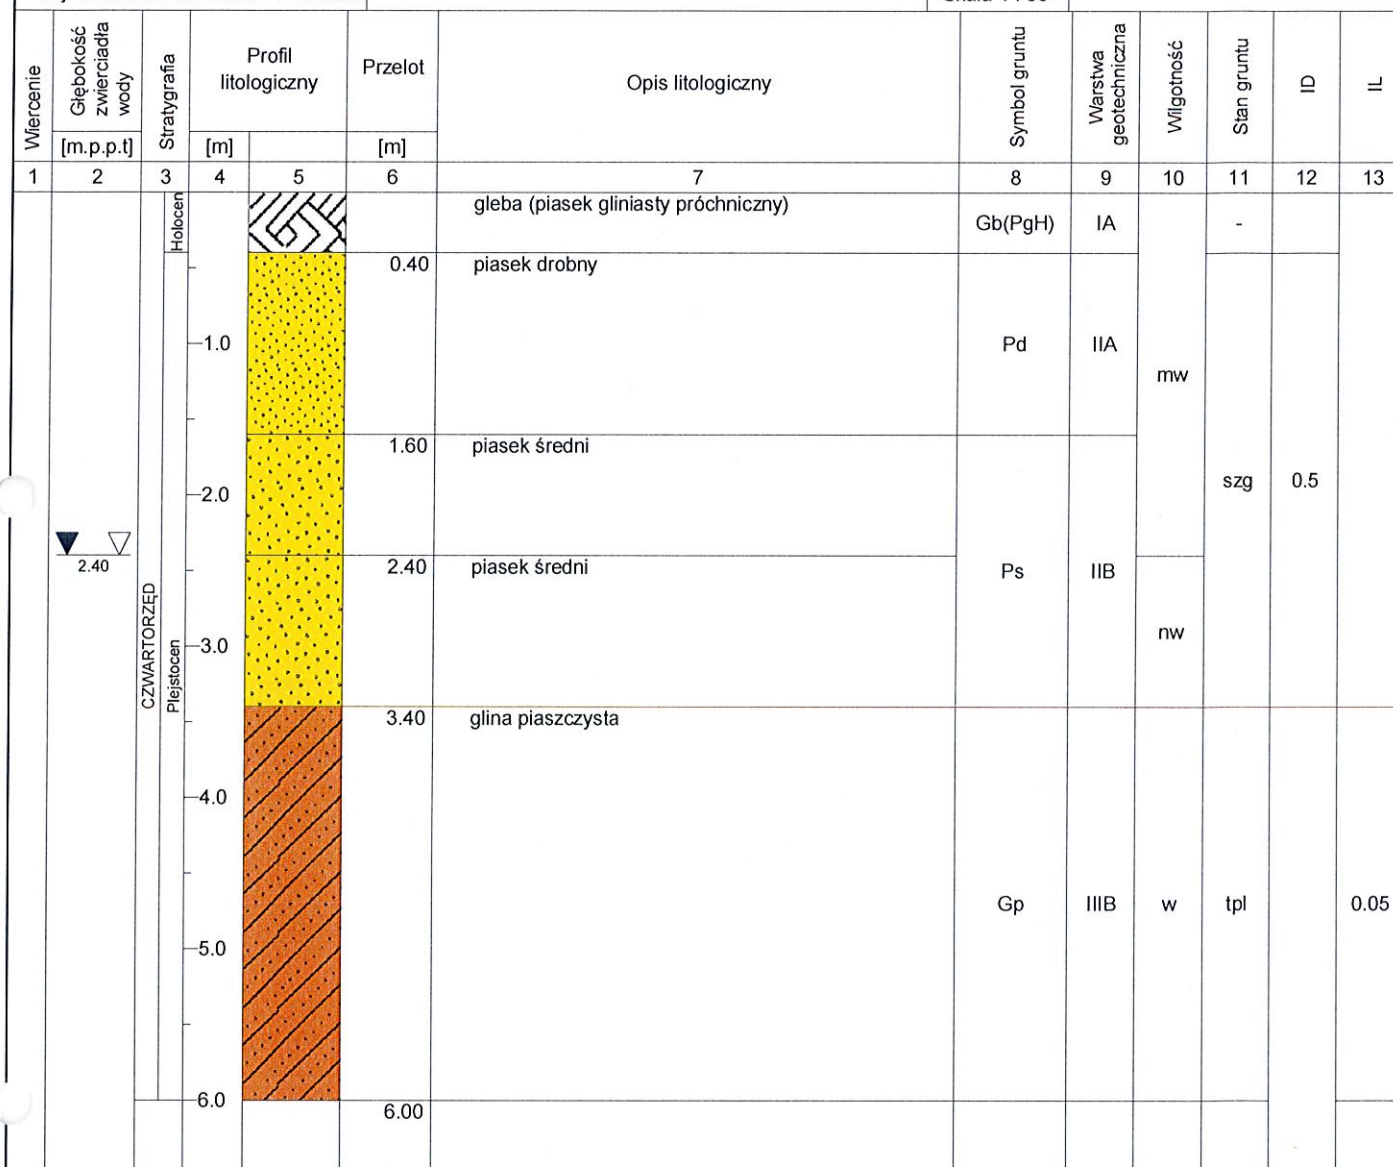 Wiercenie
Głębokość
zwierciadła
wody
[m.p.p.t]
Stratygrafia
Profil
litologiczny
[m]
Przelot
[m]
Opis litologiczny
Symbol gruntu
Warstwa
geotechniczna
Wilgotność
Stan gruntu
ID
IL
1 2 3 4 5 6 7 8 9 10 11 12 13
Holocen
gleba (piasek gliniasty próchniczny)
Gb(PgH) IA -
0.40 piasek drobny
1.0
Pd IIA
mw
1.60 piasek średni
2.0
szg 0.5
2.40
2.40 piasek średni
Ps IIB
nw
CZWARTORZĘD
Plejstocen
3.0
3.40 glina piaszczysta
4.0
Gp IIIB w tpl 0.05
5.0
6.0
6.00